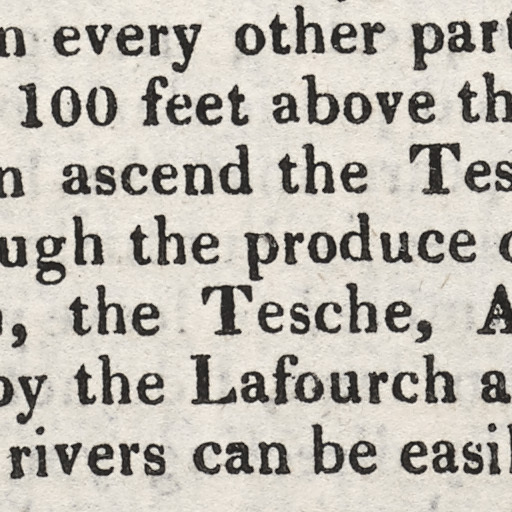 n every other part
100 feet above th
n ascend the Tes
ugh the produce
, the Tesche, A
by the Lafourch a
rivers can be easil